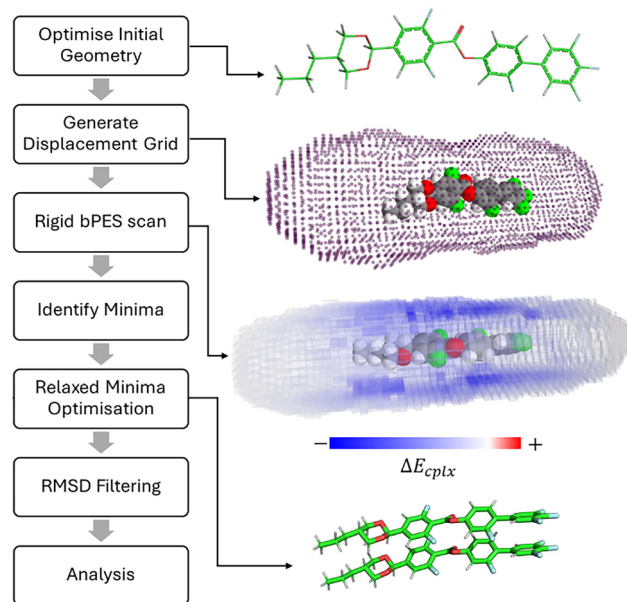 Optimise Initial
Geometry
Generate
Displacement Grid
Rigid bPES scan
Identify Minima
Relaxed Minima
Optimisation
RMSD Filtering
Analysis
− +
ΔE_cplx